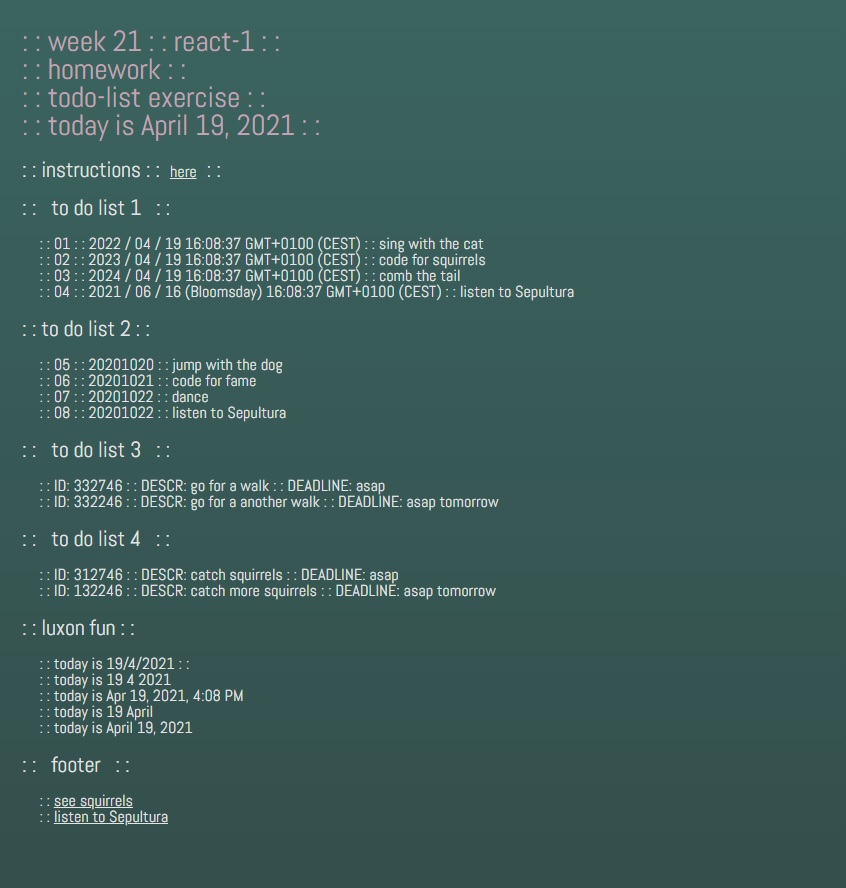 : : week 21 : : react-1 : :
: : homework : :
: : todo-list exercise : :
: : today is April 19, 2021 : :
: : instructions : : here : :
: : to do list 1 : :
: : 01 : : 2022 / 04 / 19 16:08:37 GMT+0100 (CEST) : : sing with the cat
: : 02 : : 2023 / 04 / 19 16:08:37 GMT+0100 (CEST) : : code for squirrels
: : 03 : : 2024 / 04 / 19 16:08:37 GMT+0100 (CEST) : : comb the tail
: : 04 : : 2021 / 06 / 16 (Bloomsday) 16:08:37 GMT+0100 (CEST) : : listen to Sepultura
: : to do list 2 : :
: : 05 : : 20201020 : : jump with the dog
: : 06 : : 20201021 : : code for fame
: : 07 : : 20201022 : : dance
: : 08 : : 20201022 : : listen to Sepultura
: : to do list 3 : :
: : ID: 332746 : : DESCR: go for a walk : : DEADLINE: asap
: : ID: 332246 : : DESCR: go for a another walk : : DEADLINE: asap tomorrow
: : to do list 4 : :
: : ID: 312746 : : DESCR: catch squirrels : : DEADLINE: asap
: : ID: 132246 : : DESCR: catch more squirrels : : DEADLINE: asap tomorrow
: : luxon fun : :
: : today is 19/4/2021 : :
: : today is 19 4 2021
: : today is Apr 19, 2021, 4:08 PM
: : today is 19 April
: : today is April 19, 2021
: : footer : :
: : see squirrels
: : listen to Sepultura